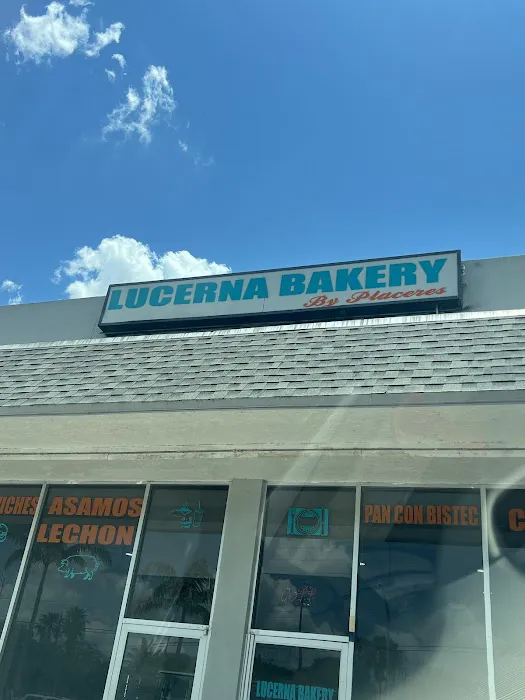 LUCERNA BAKERY
By Placeres
ASAMOS
LECHON
PAN CON BISTEC
LUCERNA BAKERY